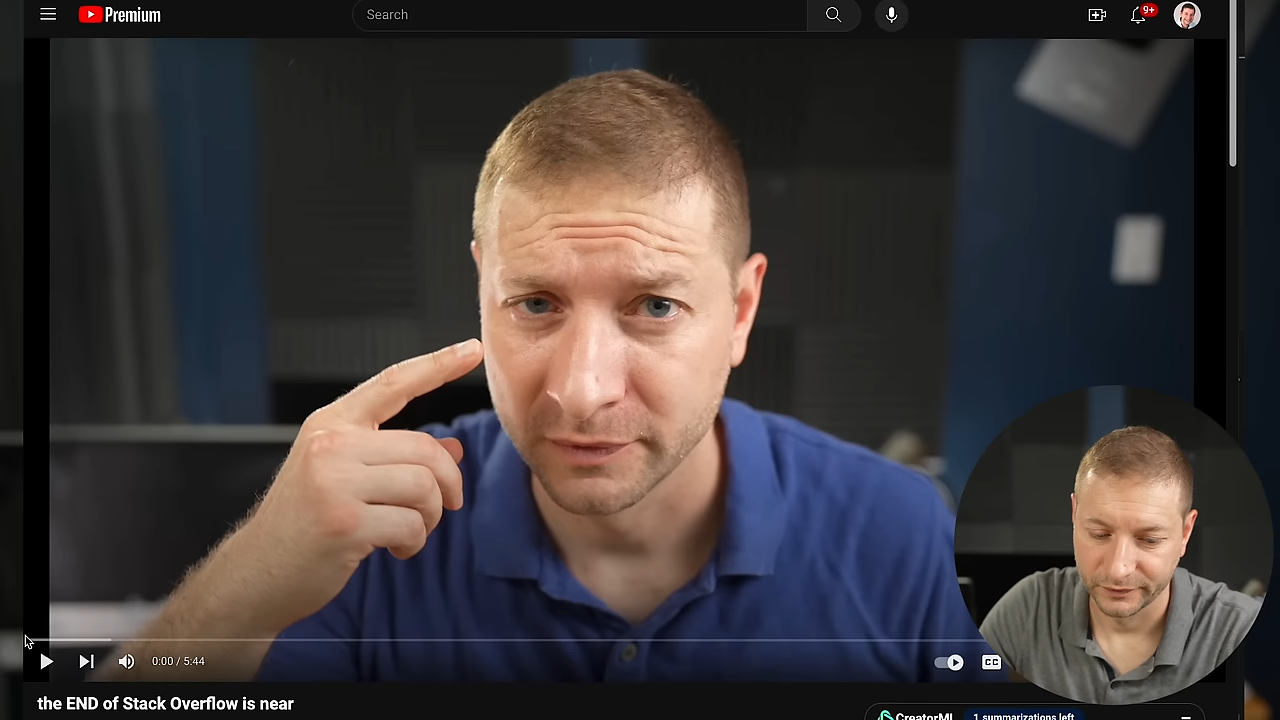 Premium
Search
9+
0:00 / 5:44
CC
the END of Stack Overflow is near
CreatorML
1 summarizations left